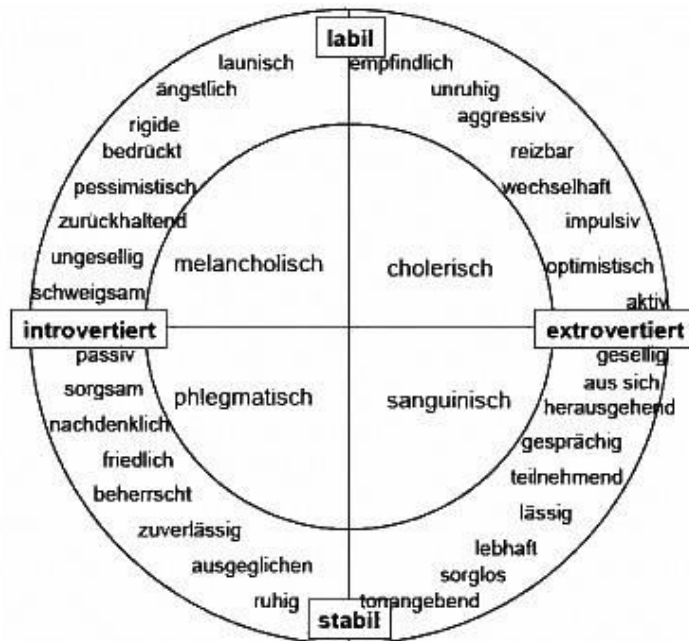 labil
launisch
empfindlich
ängstlich
unruhig
aggressiv
rigide
bedrückt
reizbar
pessimistisch
wechselhaft
zurückhaltend
impulsiv
ungesellig
melancholisch
cholerisch
optimistisch
schweigsam
aktiv
introvertiert
extrovertiert
passiv
gesellig
sorgsam
phlegmatisch
sanguinisch
aus sich
herausgehend
nachdenklich
gesprächig
friedlich
teilnehmend
beherrscht
lässig
zuverlässig
lebhaft
ausgeglichen
sorglos
ruhig
tonangebend
stabil